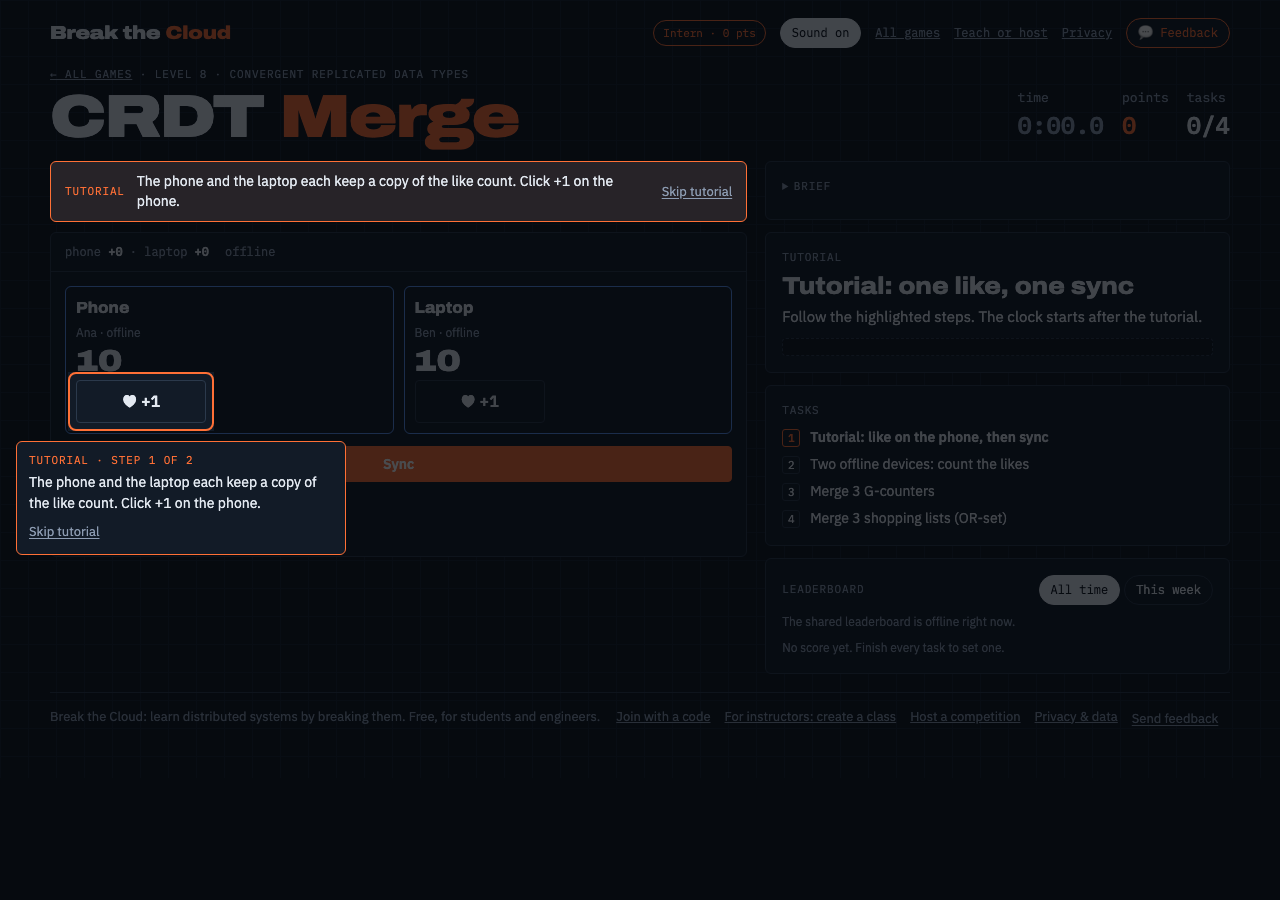 Break the Cloud
Intern · 0 pts
Sound on
All games
Teach or host
Privacy
💬 Feedback
← ALL GAMES · LEVEL 8 · CONVERGENT REPLICATED DATA TYPES
CRDT Merge
time
points
tasks
0:00.0
0
0/4
TUTORIAL
The phone and the laptop each keep a copy of the like count. Click +1 on the
phone.
Skip tutorial
▶ BRIEF
phone +0 · laptop +0 offline
Phone
Ana · offline
10
♥ +1
Laptop
Ben · offline
10
♥ +1
Sync
TUTORIAL · STEP 1 OF 2
The phone and the laptop each keep a copy of
the like count. Click +1 on the phone.
Skip tutorial
TUTORIAL
Tutorial: one like, one sync
Follow the highlighted steps. The clock starts after the tutorial.
TASKS
1 Tutorial: like on the phone, then sync
2 Two offline devices: count the likes
3 Merge 3 G-counters
4 Merge 3 shopping lists (OR-set)
LEADERBOARD
All time
This week
The shared leaderboard is offline right now.
No score yet. Finish every task to set one.
Break the Cloud: learn distributed systems by breaking them. Free, for students and engineers.
Join with a code
For instructors: create a class
Host a competition
Privacy & data
Send feedback